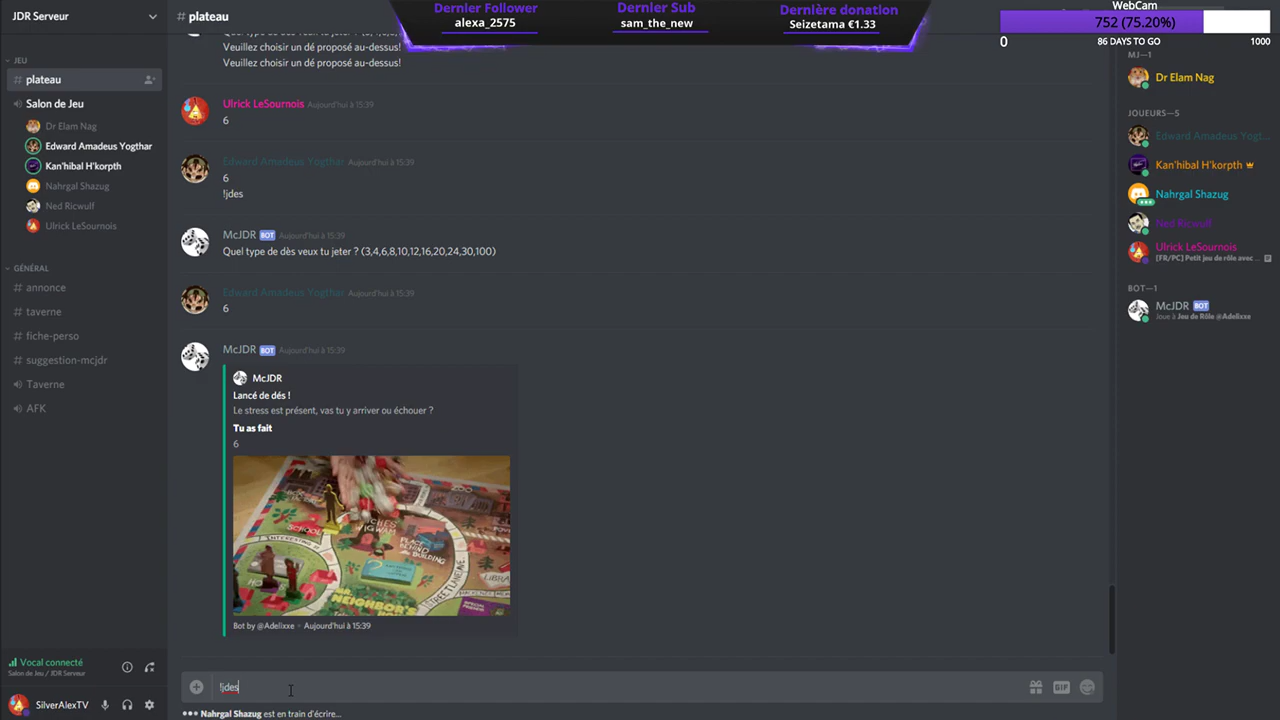 JDR Serveur
# plateau
Dernier Follower
alexa_2575
Dernier Sub
sam_the_new
Dernière donation
Seizetama €1.33
WebCam
752 (75.20%)
0
86 DAYS TO GO
1000
JEU
plateau
Salon de Jeu
Dr Elam Nag
Edward Amadeus Yogthar
Kan'hibal H'korpth
Nahrgal Shazug
Ned Ricwulf
Ulrick LeSournois
GÉNÉRAL
# annonce
# taverne
# fiche-perso
# suggestion-mcjdr
Taverne
AFK
Vocal connecté
Salon de Jeu / JDR Serveur
SilverAlexTV
Veuillez choisir un dé proposé au-dessus!
Veuillez choisir un dé proposé au-dessus!
Ulrick LeSournois Aujourd'hui à 15:39
6
Edward Amadeus Yogthar Aujourd'hui à 15:39
6
!jdes
McJDR BOT Aujourd'hui à 15:39
Quel type de dès veux tu jeter ? (3,4,6,8,10,12,16,20,24,30,100)
Edward Amadeus Yogthar Aujourd'hui à 15:39
6
McJDR BOT Aujourd'hui à 15:39
McJDR
Lancé de dés !
Le stress est présent, vas tu y arriver ou échouer ?
Tu as fait
6
ZOO
SCHOOL
WIGWAM
PLACE
BEHIND
BUILDING
Bot by @Adelixxe • Aujourd'hui à 15:39
!jdes
GIF
Nahrgal Shazug est en train d'écrire...
MJ—1
Dr Elam Nag
JOUEURS—5
Edward Amadeus Yogt...
Kan'hibal H'korpth
Nahrgal Shazug
Ned Ricwulf
Ulrick LeSournois
[FR/PC] Petit jeu de rôle avec ...
BOT—1
McJDR BOT
Joue à Jeu de Rôle @Adelixxe